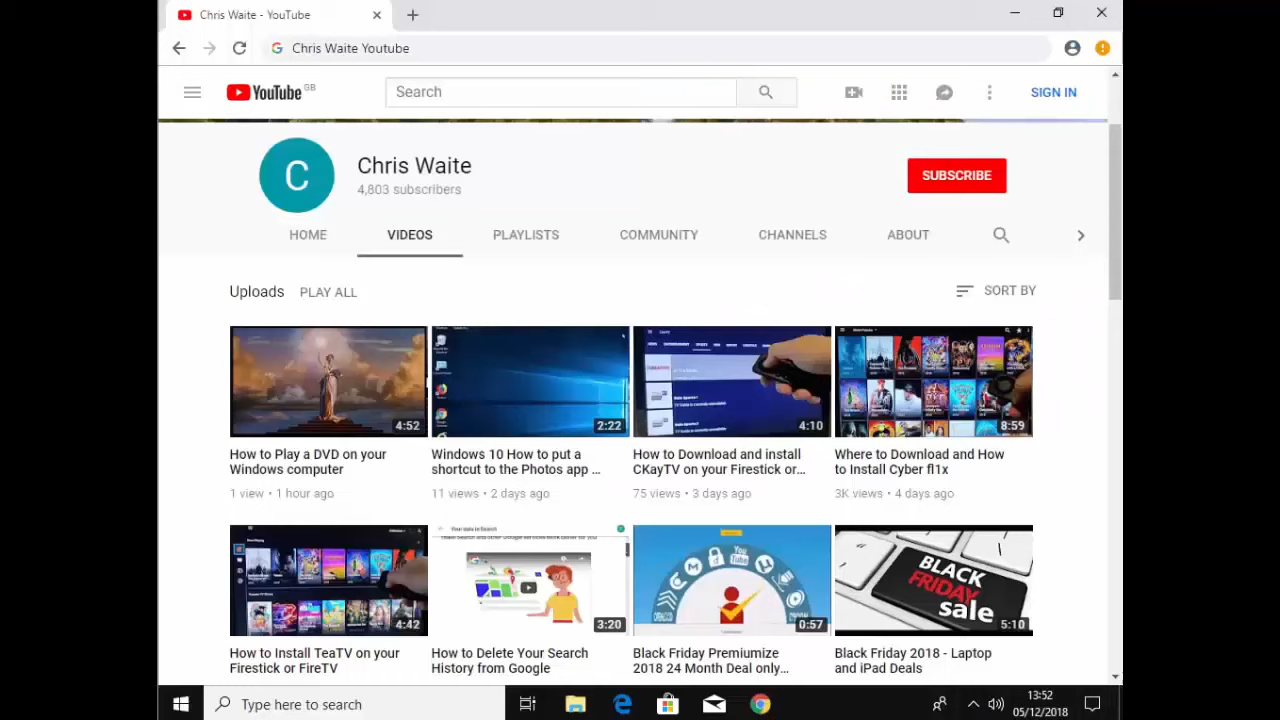 Chris Waite - YouTube
Chris Waite Youtube
YouTube GB
Search
SIGN IN
C
Chris Waite
4,803 subscribers
SUBSCRIBE
HOME
VIDEOS
PLAYLISTS
COMMUNITY
CHANNELS
ABOUT
Uploads
PLAY ALL
SORT BY
4:52
2:22
4:10
8:59
How to Play a DVD on your
Windows computer
1 view • 1 hour ago
Windows 10 How to put a
shortcut to the Photos app ...
11 views • 2 days ago
How to Download and install
CKayTV on your Firestick or...
75 views • 3 days ago
Where to Download and How
to Install Cyber fl1x
3K views • 4 days ago
4:42
Your data in Search
3:20
You
Tube
0:57
BLACK
FRIDAY
sale
5:10
How to Install TeaTV on your
Firestick or FireTV
How to Delete Your Search
History from Google
Black Friday Premiumize
2018 24 Month Deal only...
Black Friday 2018 - Laptop
and iPad Deals
Type here to search
13:52
05/12/2018